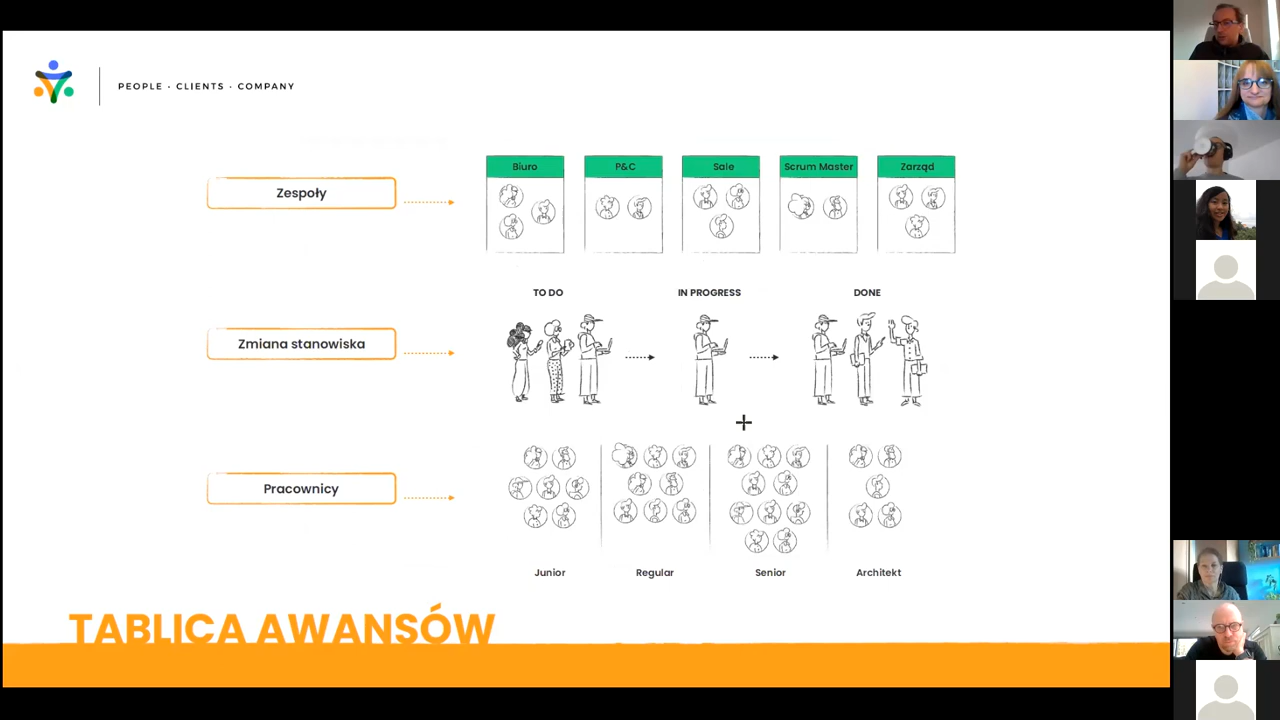 PEOPLE · CLIENTS · COMPANY
Zespoły
Biuro
P&C
Sale
Scrum Master
Zarząd
TO DO
IN PROGRESS
DONE
Zmiana stanowiska
Pracownicy
Junior
Regular
Senior
Architekt
TABLICA AWANSÓW